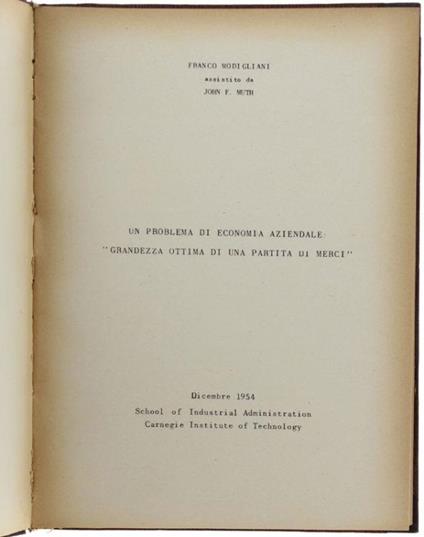 FRANCO MODIGLIANI
assistito da
JOHN F. MUTH
UN PROBLEMA DI ECONOMIA AZIENDALE:
"GRANDEZZA OTTIMA DI UNA PARTITA DI MERCI"
Dicembre 1954
School of Industrial Administration
Carnegie Institute of Technology